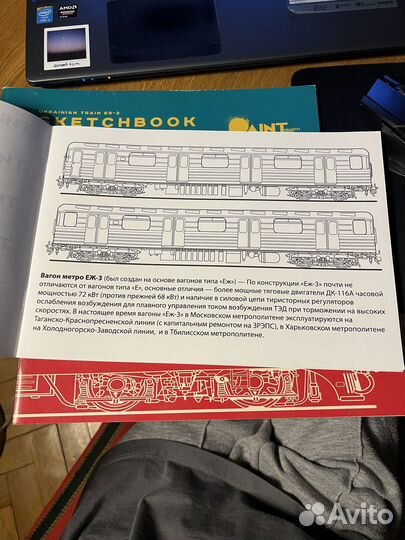 intel
AMD
UKRAINIAN TRAIN ER-2
SKETCHBOOK
PAINT
Вагон метро ЕЖ-3 (был создан на основе вагонов типа «Еж») — По конструкции «Еж-3» почти не
отличаются от вагонов типа «Е», основные отличия — более мощные тяговые двигатели ДК-116А часовой
мощностью 72 кВт (против прежней 68 кВт) и наличие в силовой цепи тиристорных регуляторов
ослабления возбуждения для плавного управления током возбуждения ТЭД при торможении на высоких
скоростях. В настоящее время вагоны «Еж-3» в Московском метрополитене эксплуатируются на
Таганско-Краснопресненской линии (с капитальным ремонтом на ЗРЭПС), в Харьковском метрополитене
на Холодногорско-Заводской линии, и в Тбилисском метрополитене.
Avito